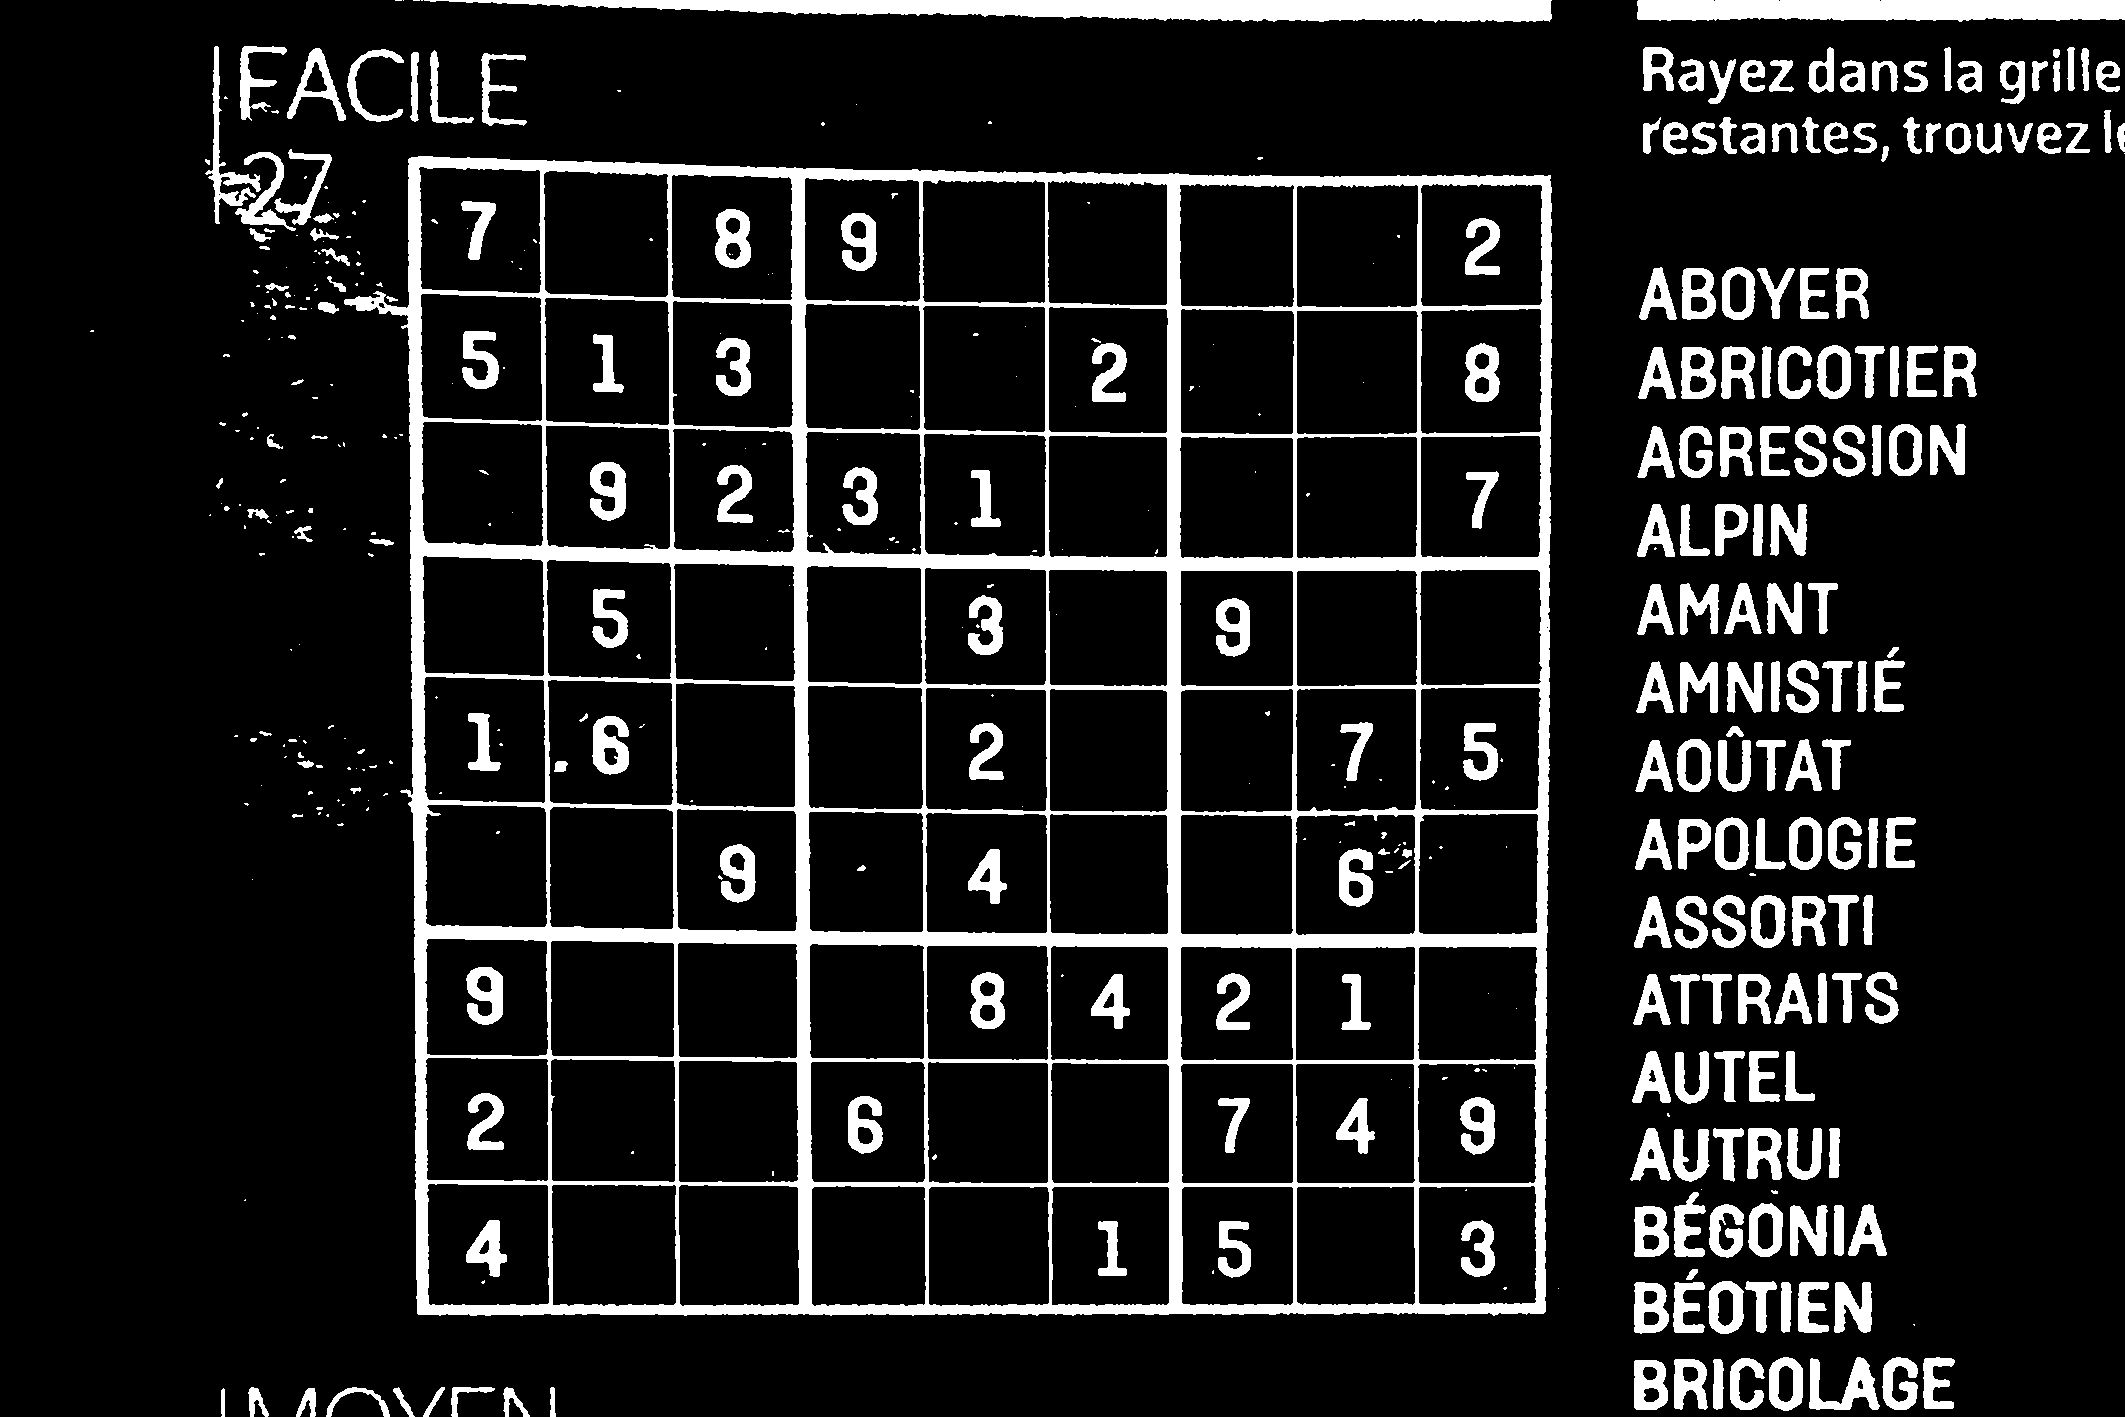 FACILE
27
7 8 9 2
5 1 3 2 8
9 2 3 1 7
5 3 9
1 6 2 7 5
9 4 6
9 8 4 2 1
2 6 7 4 9
4 1 5 3
MOYEN
Rayez dans la grille
restantes, trouvez
ABOYER
ABRICOTIER
AGRESSION
ALPIN
AMANT
AMNISTIÉ
AOÛTAT
APOLOGIE
ASSORTI
ATTRAITS
AUTEL
AUTRUI
BÉGONIA
BÉOTIEN
BRICOLAGE